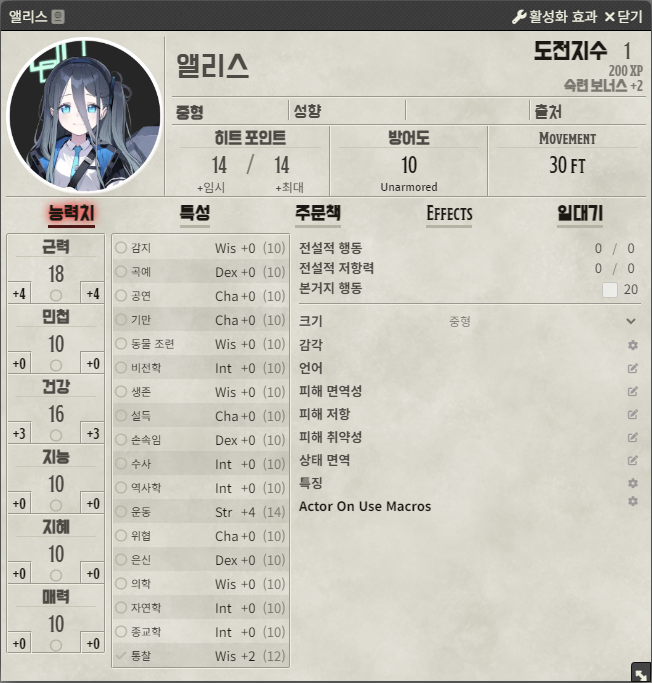 앨리스 활성화 효과 닫기
앨리스
도전지수 1
200 XP
숙련 보너스 +2
중형 성향 출처
히트 포인트 방어도 Movement
14 / 14 10 30 FT
+임시 +최대 Unarmored
능력치 특성 주문책 Effects 일대기
근력
18
+4 +4
민첩
10
+0 +0
건강
16
+3 +3
지능
10
+0 +0
지혜
10
+0 +0
매력
10
+0 +0
감지 Wis +0 (10)
곡예 Dex +0 (10)
공연 Cha +0 (10)
기만 Cha +0 (10)
동물 조련 Wis +0 (10)
비전학 Int +0 (10)
생존 Wis +0 (10)
설득 Cha +0 (10)
손속임 Dex +0 (10)
수사 Int +0 (10)
역사학 Int +0 (10)
운동 Str +4 (14)
위협 Cha +0 (10)
은신 Dex +0 (10)
의학 Wis +0 (10)
자연학 Int +0 (10)
종교학 Int +0 (10)
통찰 Wis +2 (12)
전설적 행동 0 / 0
전설적 저항력 0 / 0
본거지 행동 20
크기 중형
감각
언어
피해 면역성
피해 저항
피해 취약성
상태 면역
특징
Actor On Use Macros